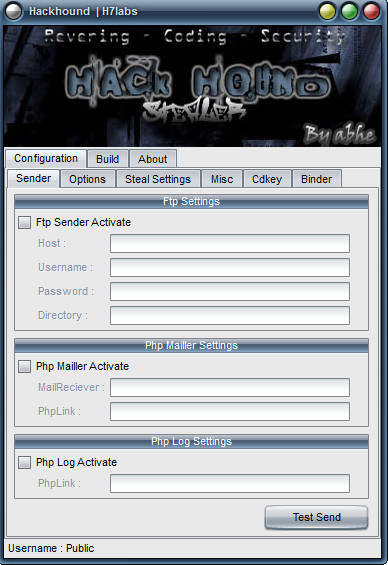 Hackhound | H7labs
Revering - Coding - Security
HACK HOUND
STEALER
By abhe
Configuration Build About
Sender Options Steal Settings Misc Cdkey Binder
Ftp Settings
Ftp Sender Activate
Host :
Username :
Password :
Directory :
Php Mailler Settings
Php Mailler Activate
MailReciever :
PhpLink :
Php Log Settings
Php Log Activate
PhpLink :
Test Send
Username : Public